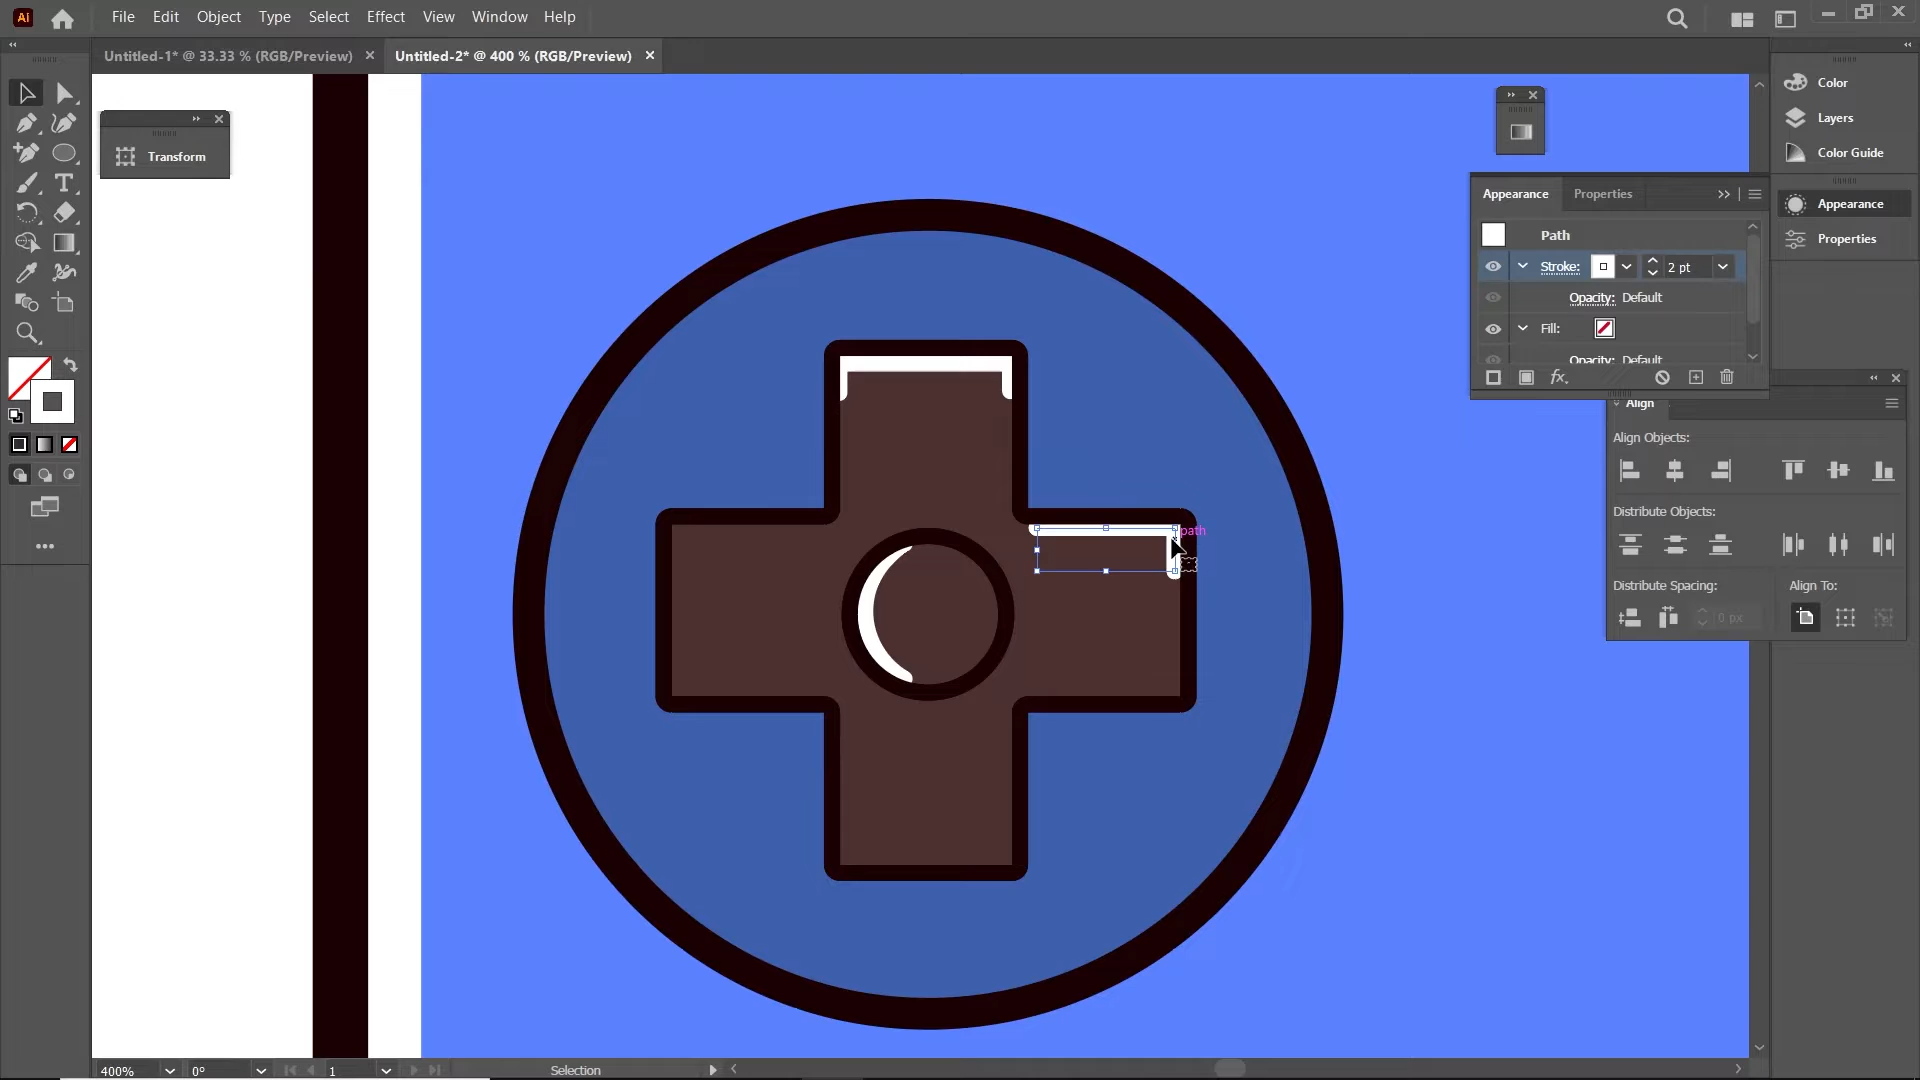 Ai File Edit Object Type Select Effect View Window Help
Untitled-1* @ 33.33 % (RGB/Preview) Untitled-2* @ 400 % (RGB/Preview)
Transform
Color
Layers
Color Guide
Appearance
Properties
Appearance Properties
Path
Stroke: 2 pt
Opacity: Default
Fill:
Opacity: Default
fx.
Align
Align Objects:
Distribute Objects:
Distribute Spacing: Align To:
0 px
path
T
400% 0° 1 Selection